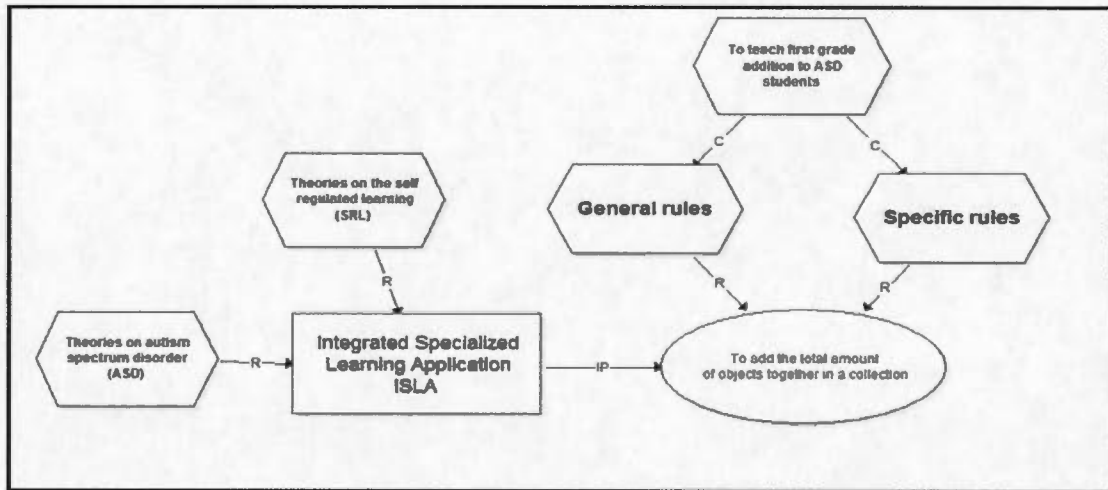 To teach first grade
addition to ASD
students
C
C
Theories on the self
regulated learning
(SRL)
General rules
Specific rules
R
R
R
Theories on autism
spectrum disorder
(ASD)
R
Integrated Specialized
Learning Application
ISLA
IP
To add the total amount
of objects together in a collection